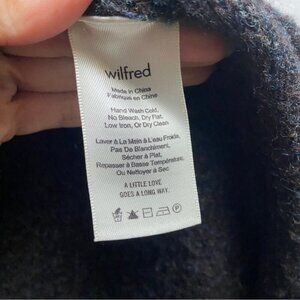 wilfred
Made in China
Fabriqué en Chine
Hand Wash Cold,
No Bleach, Dry Flat,
Low Iron, Or Dry Clean
Laver à La Main à L'eau Froide,
Pas De Blanchiment,
Sécher à Plat,
Repasser à Basse Température,
Ou Nettoyer à Sec
A LITTLE LOVE
GOES A LONG WAY.
P